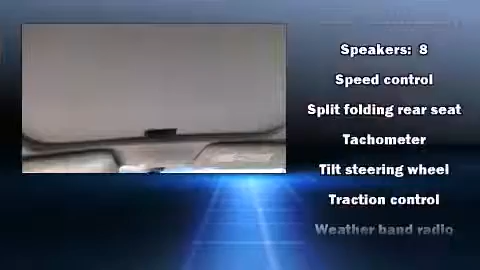 Speakers: 8
Speed control
Split folding rear seat
Tachometer
Tilt steering wheel
Traction control
Weather band radio